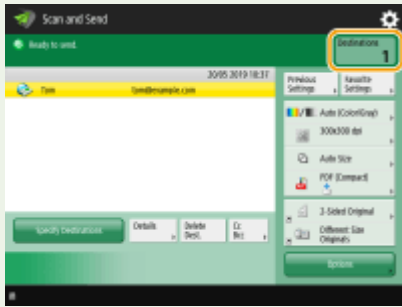 Scan and Send
Ready to send.
Destinations
1
20/05 2019 18:37
Tom
tom@example.com
Previous
Settings
Favorite
Settings
Auto (Color/Gray)
300x300 dpi
Auto Size
PDF (Compact)
2-Sided Original
Different Size
Originals
Specify Destinations
Details
Delete
Dest.
Cc
Bcc
Options